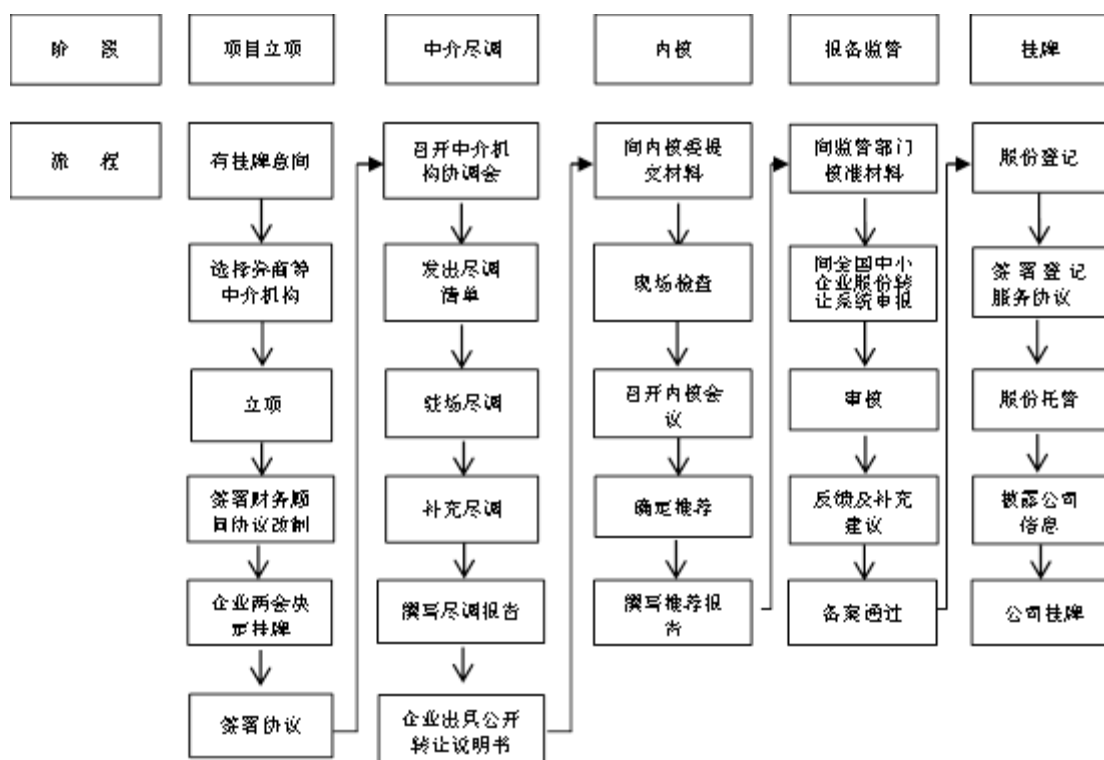 阶 段
项目立项
中介尽调
内核
报备监管
挂牌
流 程
有挂牌意向
选择券商等
中介机构
立项
签署财务顾
问协议改制
企业两会决
定挂牌
签署协议
召开中介机
构协调会
发出尽调
清单
驻场尽调
补充尽调
撰写尽调报告
企业出具公开
转让说明书
向内核委提
交材料
现场检查
召开内核会
议
确定推荐
撰写推荐报
告
向监管部门
核准材料
向全国中小
企业股份转
让系统申报
审核
反馈及补充
建议
备案通过
股份登记
签署登记
服务协议
股份托管
披露公司
信息
公司挂牌